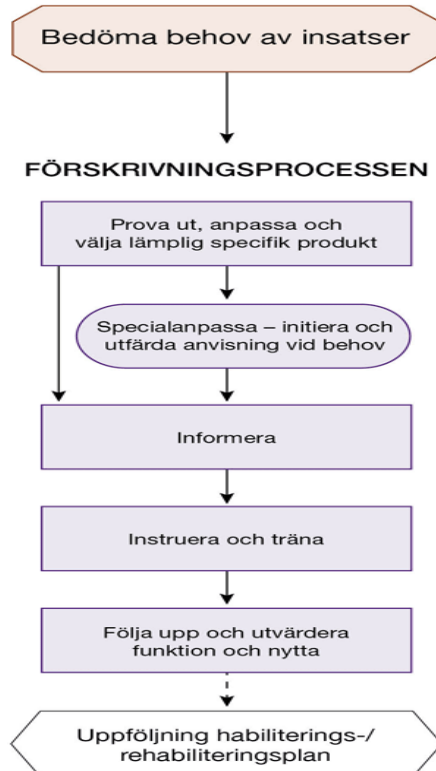 Bedöma behov av insatser
FÖRSKRIVNINGSPROCESSEN
Prova ut, anpassa och
välja lämplig specifik produkt
Specialanpassa – initiera och
utfärda anvisning vid behov
Informera
Instruera och träna
Följa upp och utvärdera
funktion och nytta
Uppföljning habiliterings-/
rehabiliteringsplan